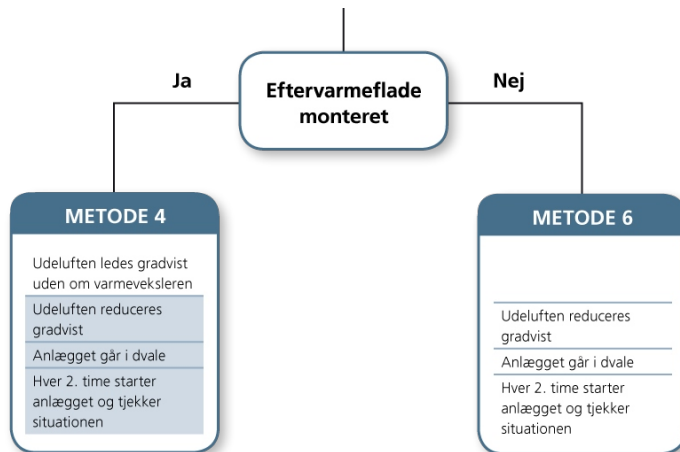 Ja
Eftervarmeflade
monteret
Nej
METODE 4
Udeluften ledes gradvist
uden om varmeveksleren
Udeluften reduceres
gradvist
Anlægget går i dvale
Hver 2. time starter
anlægget og tjekker
situationen
METODE 6
Udeluften reduceres
gradvist
Anlægget går i dvale
Hver 2. time starter
anlægget og tjekker
situationen